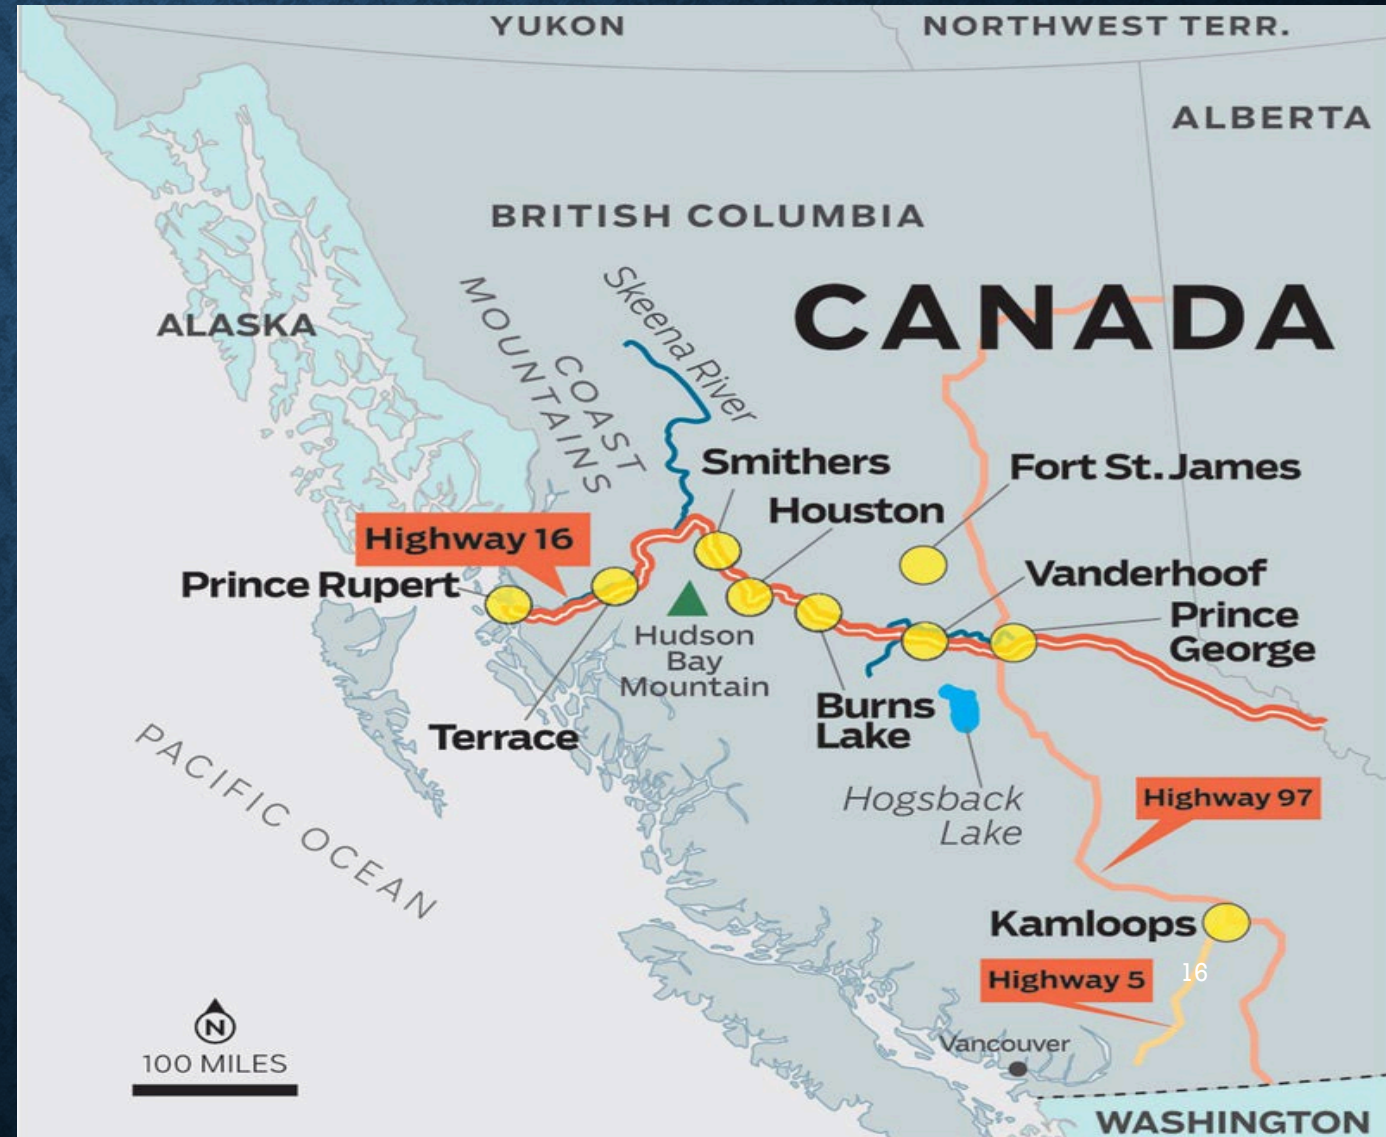 YUKON
NORTHWEST TERR.
ALBERTA
BRITISH COLUMBIA
CANADA
ALASKA
COAST
MOUNTAINS
Skeena River
Smithers
Fort St. James
Houston
Highway 16
Prince Rupert
Vanderhoof
Prince
George
Hudson
Bay
Mountain
Terrace
Burns
Lake
Hogsback
Lake
PACIFIC OCEAN
Highway 97
Kamloops
Highway 5
16
Vancouver
N
100 MILES
WASHINGTON